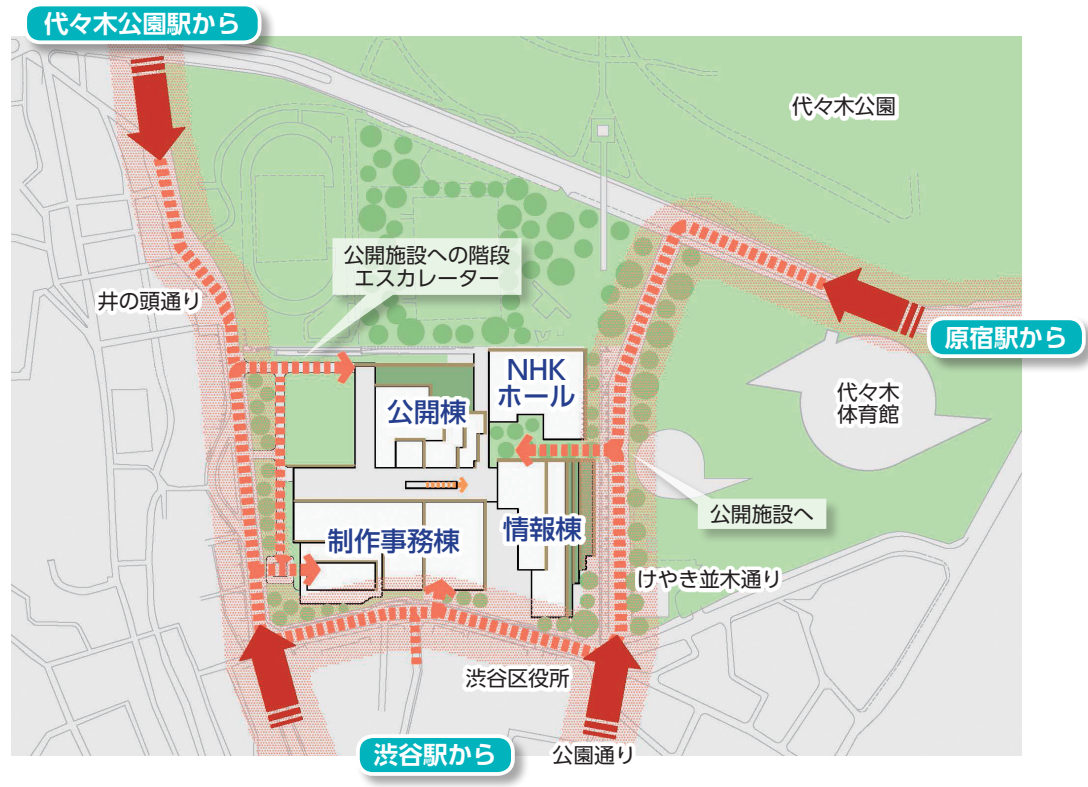 代々木公園駅から
代々木公園
公開施設への階段
エスカレーター
井の頭通り
原宿駅から
NHK
ホール
代々木
体育館
公開棟
公開施設へ
情報棟
制作事務棟
けやき並木通り
渋谷区役所
渋谷駅から
公園通り